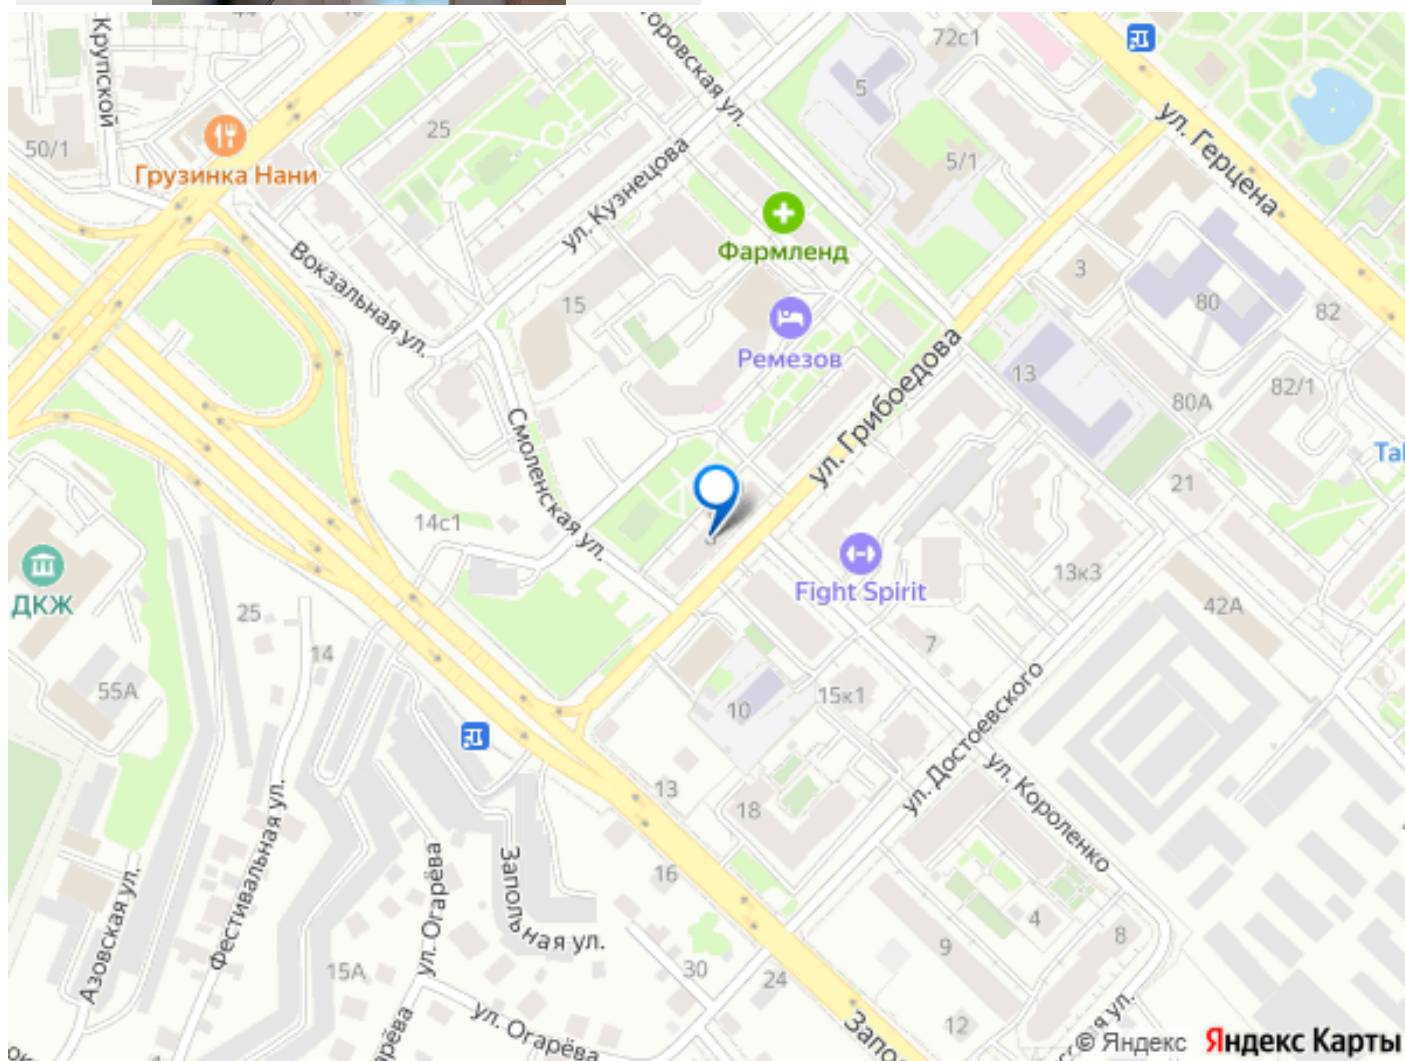 44
16
Крупской
72с1
50/1
25
5
Грузинка Нани
ул. Кузнецова
5/1
ул. Герцена
Фармленд
Вокзальная ул.
15
3
80
82
Ремезов
ул. Грибоедова
13
82/1
80А
Смоленская ул.
21
14с1
ДКЖ
Fight Spirit
13к3
42А
25
14
7
55А
10
15к1
ул. Достоевского
ул. Короленко
13
18
Фестивальная ул.
ул. Огарёва
Запольная ул.
16
Азовская ул.
4
8
9
15А
30
24
ул. Огарёва
12
© Яндекс
Яндекс Карты